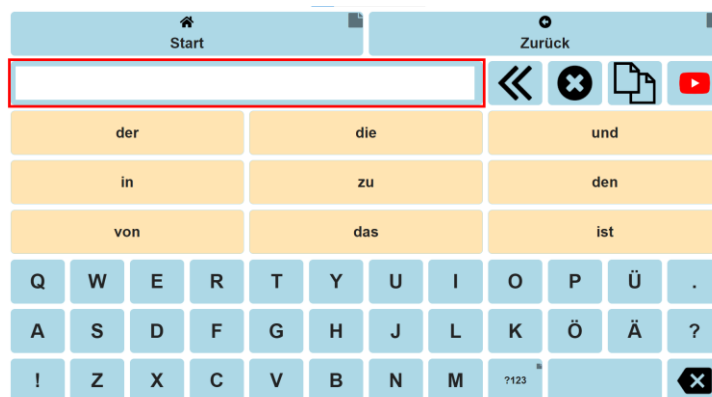 Start Zurück
der die und
in zu den
von das ist
Q W E R T Y U I O P Ü .
A S D F G H J L K Ö Ä ?
! Z X C V B N M ?123